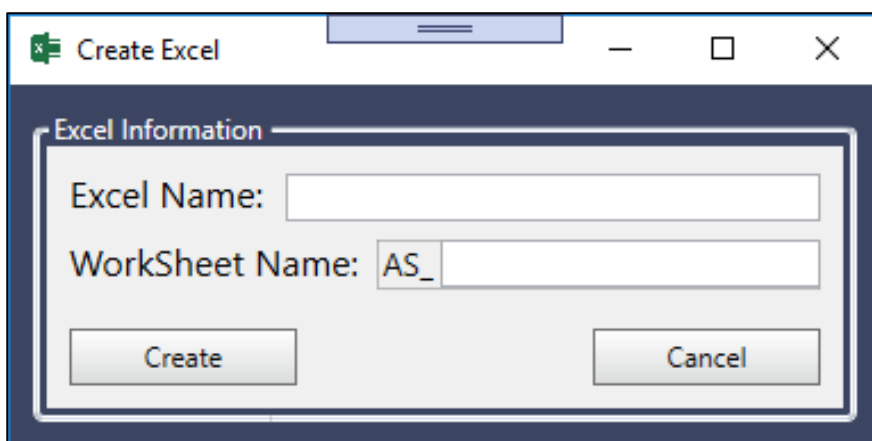 Create Excel
Excel Information
Excel Name:
WorkSheet Name: AS_
Create Cancel